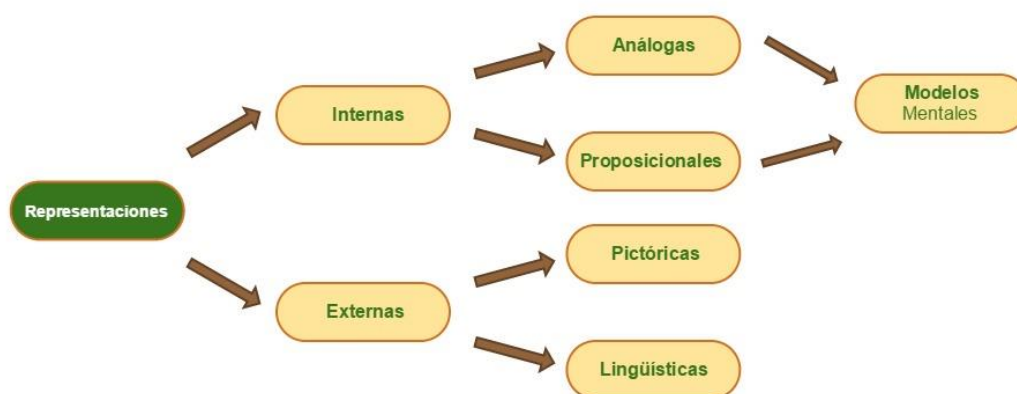 Representaciones
Internas
Externas
Análogas
Proposicionales
Pictóricas
Lingüísticas
Modelos
Mentales